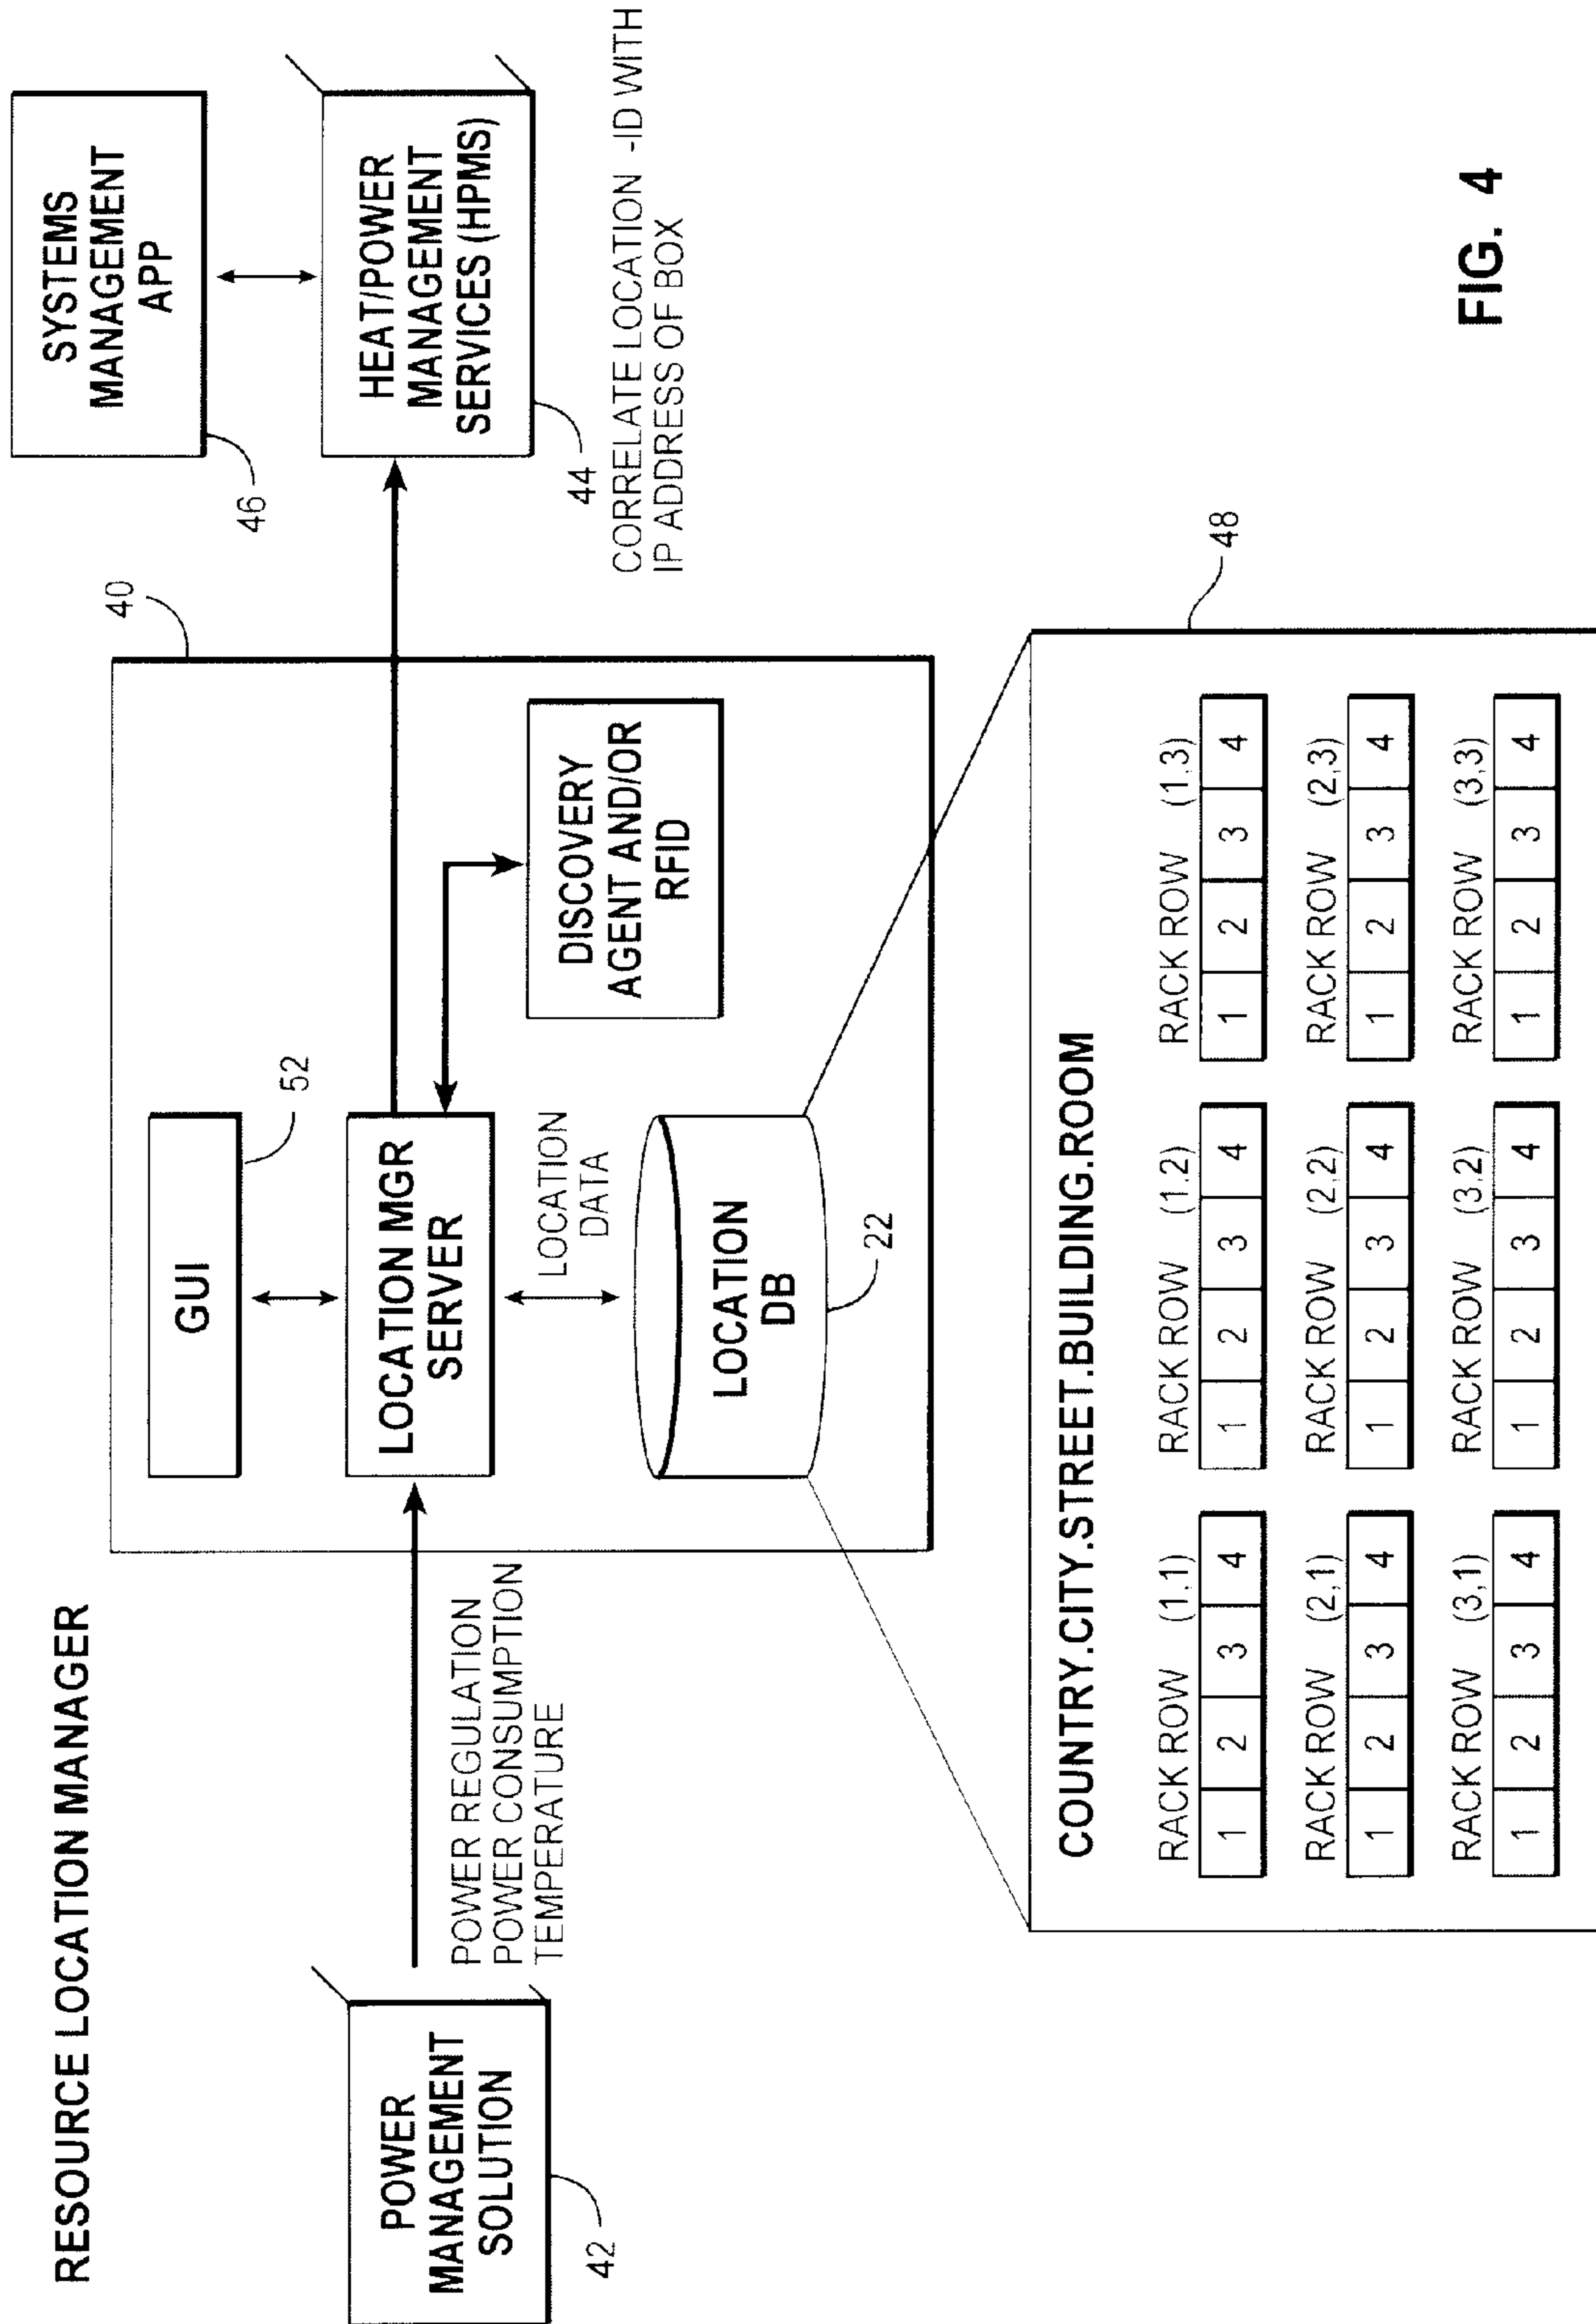 RESOURCE LOCATION MANAGER
POWER
MANAGEMENT
SOLUTION
42
POWER REGULATION
POWER CONSUMPTION
TEMPERATURE
40
GUI
52
LOCATION MGR
SERVER
LOCATION
DATA
LOCATION
DB
22
DISCOVERY
AGENT AND/OR
RFID
SYSTEMS
MANAGEMENT
APP
46
HEAT/POWER
MANAGEMENT
SERVICES (HPMS)
44
CORRELATE LOCATION -ID WITH
IP ADDRESS OF BOX
48
COUNTRY.CITY.STREET.BUILDING.ROOM
RACK ROW (1,1) RACK ROW (1,2) RACK ROW (1,3)
1 2 3 4 1 2 3 4 1 2 3 4
RACK ROW (2,1) RACK ROW (2,2) RACK ROW (2,3)
1 2 3 4 1 2 3 4 1 2 3 4
RACK ROW (3,1) RACK ROW (3,2) RACK ROW (3,3)
1 2 3 4 1 2 3 4 1 2 3 4
FIG. 4